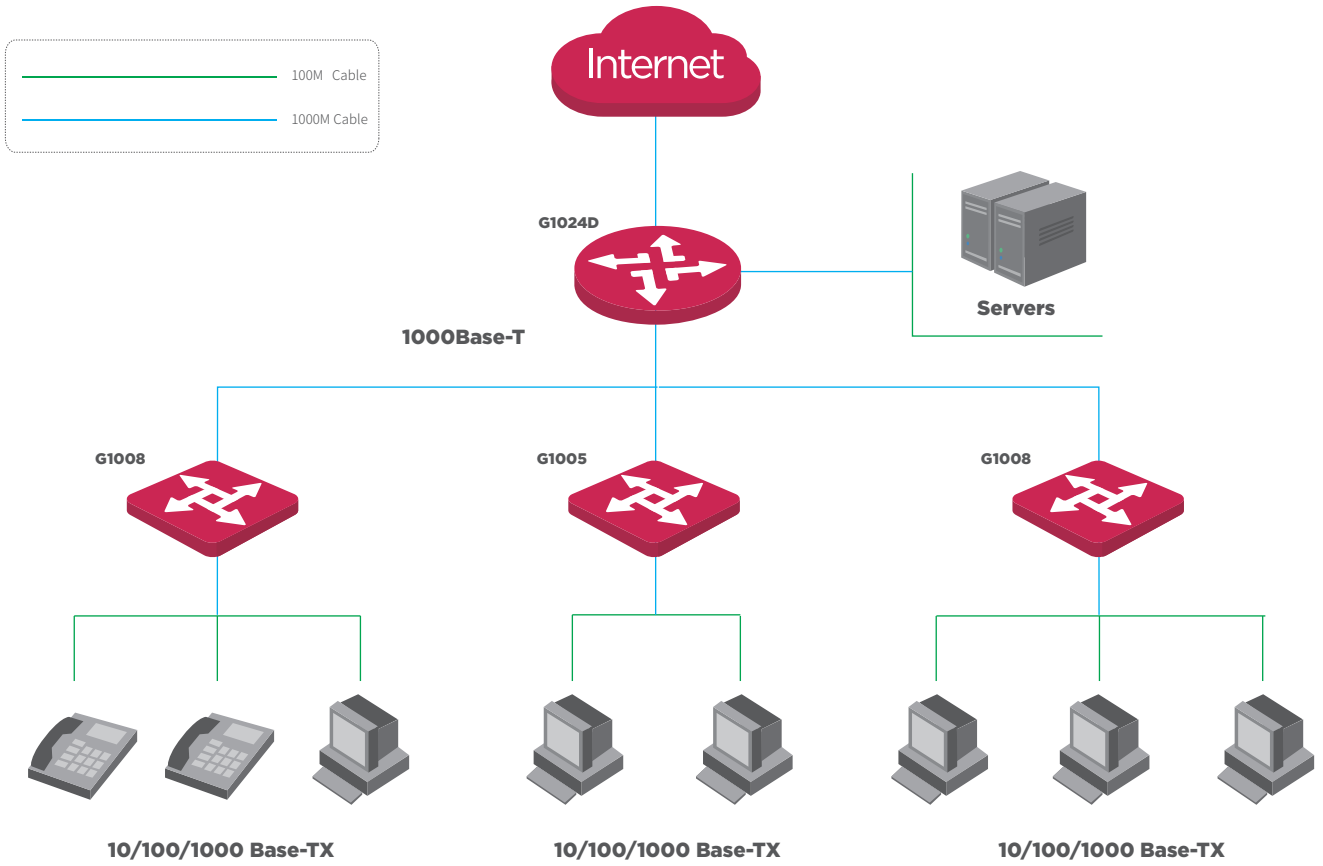 Internet
100M Cable
1000M Cable
G1024D
Servers
1000Base-T
G1008
G1005
G1008
10/100/1000 Base-TX
10/100/1000 Base-TX
10/100/1000 Base-TX